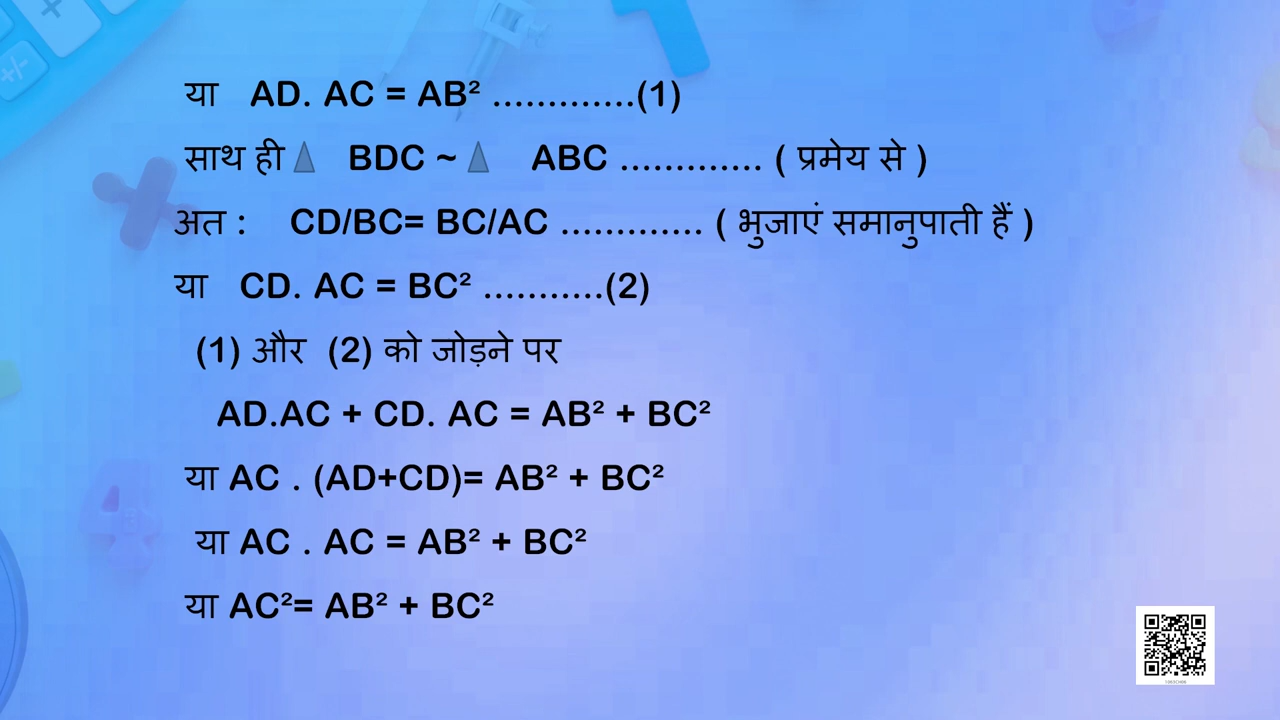 या AD. AC = AB² .............(1)
साथ ही BDC ~ ABC ............. ( प्रमेय से )
अत : CD/BC= BC/AC ............. ( भुजाएं समानुपाती हैं )
या CD. AC = BC² ...........(2)
(1) और (2) को जोड़ने पर
AD.AC + CD. AC = AB² + BC²
या AC . (AD+CD)= AB² + BC²
या AC . AC = AB² + BC²
या AC²= AB² + BC²